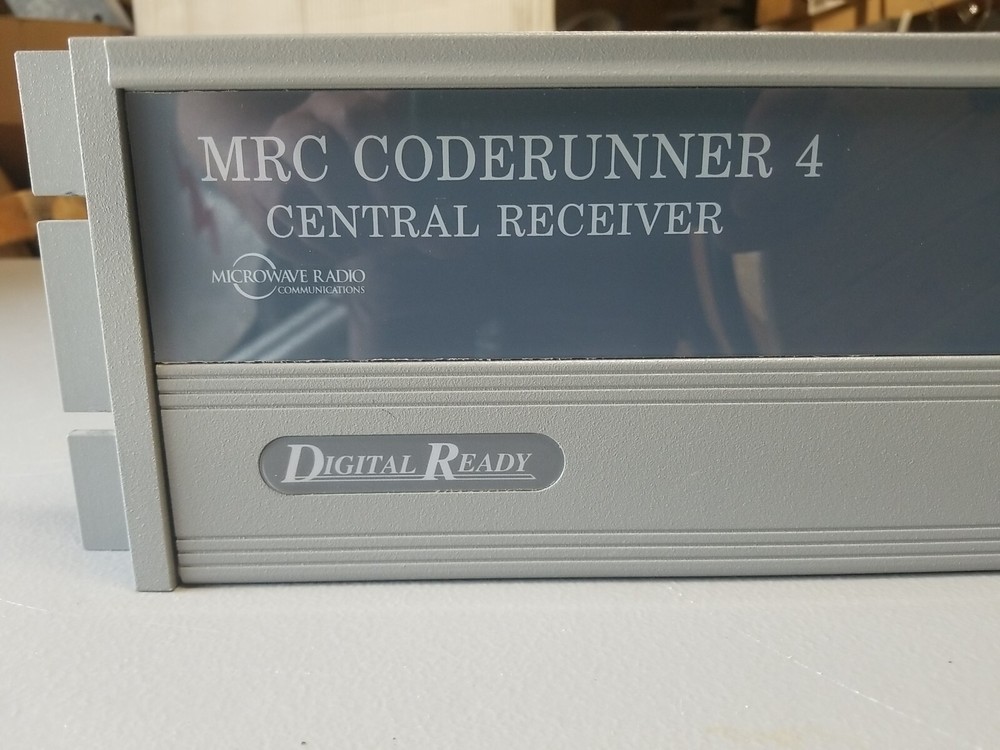 MRC CODERUNNER 4
CENTRAL RECEIVER
MICROWAVE RADIO
COMMUNICATIONS
DIGITAL READY